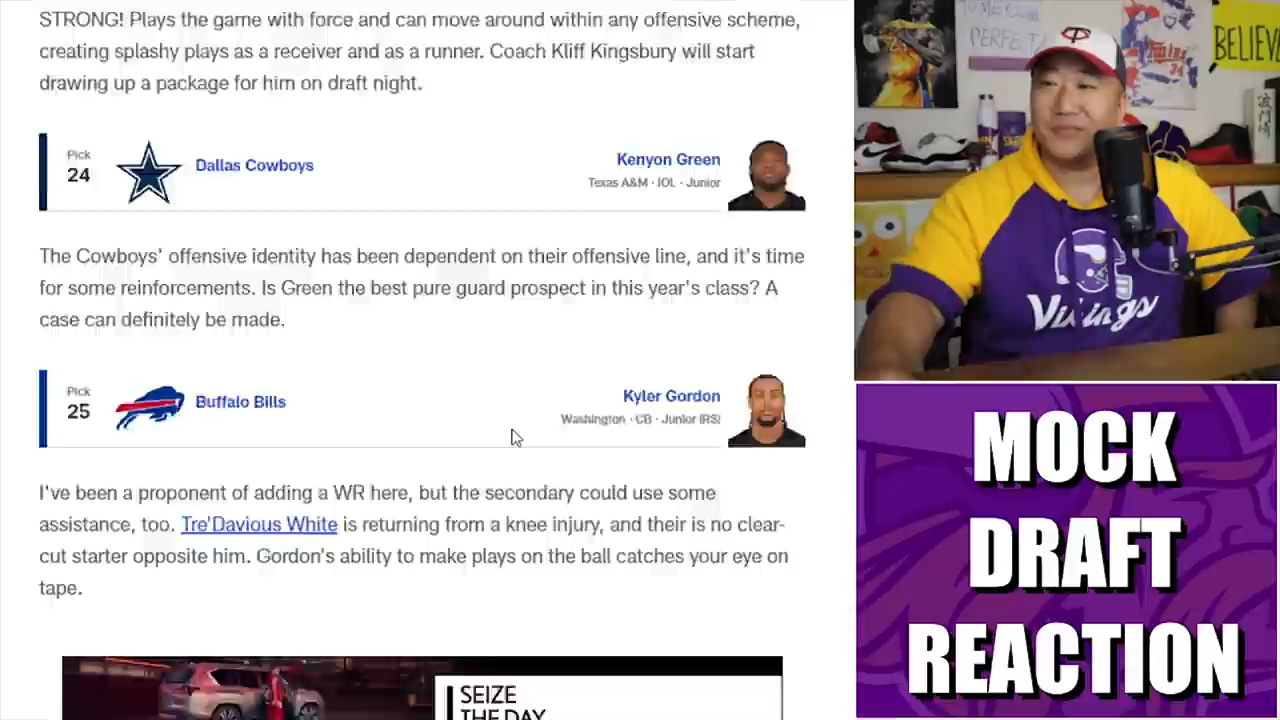 STRONG! Plays the game with force and can move around within any offensive scheme,
creating splashy plays as a receiver and as a runner. Coach Kliff Kingsbury will start
drawing up a package for him on draft night.
Pick
24
Dallas Cowboys
Kenyon Green
Texas A&M · IOL · Junior
The Cowboys' offensive identity has been dependent on their offensive line, and it's time
for some reinforcements. Is Green the best pure guard prospect in this year's class? A
case can definitely be made.
Pick
25
Buffalo Bills
Kyler Gordon
Washington · CB · Junior (RS)
I've been a proponent of adding a WR here, but the secondary could use some
assistance, too. Tre'Davious White is returning from a knee injury, and their is no clear-
cut starter opposite him. Gordon's ability to make plays on the ball catches your eye on
tape.
SEIZE
THE DAY
BELIEVE
Vikings
MOCK
DRAFT
REACTION